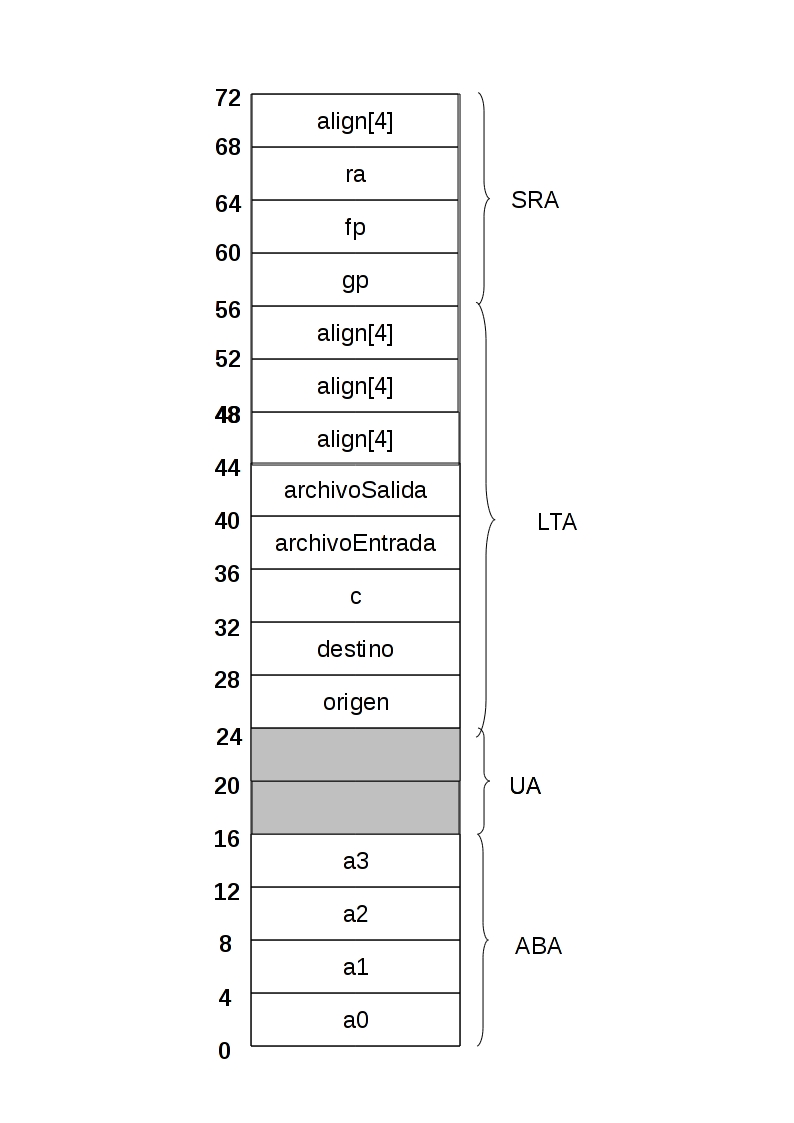 72
align[4]
68
ra
SRA
64
fp
60
gp
56
align[4]
52
align[4]
48
align[4]
44
archivoSalida
LTA
40
archivoEntrada
36
c
32
destino
28
origen
24
20
UA
16
a3
12
a2
8
ABA
a1
4
a0
0